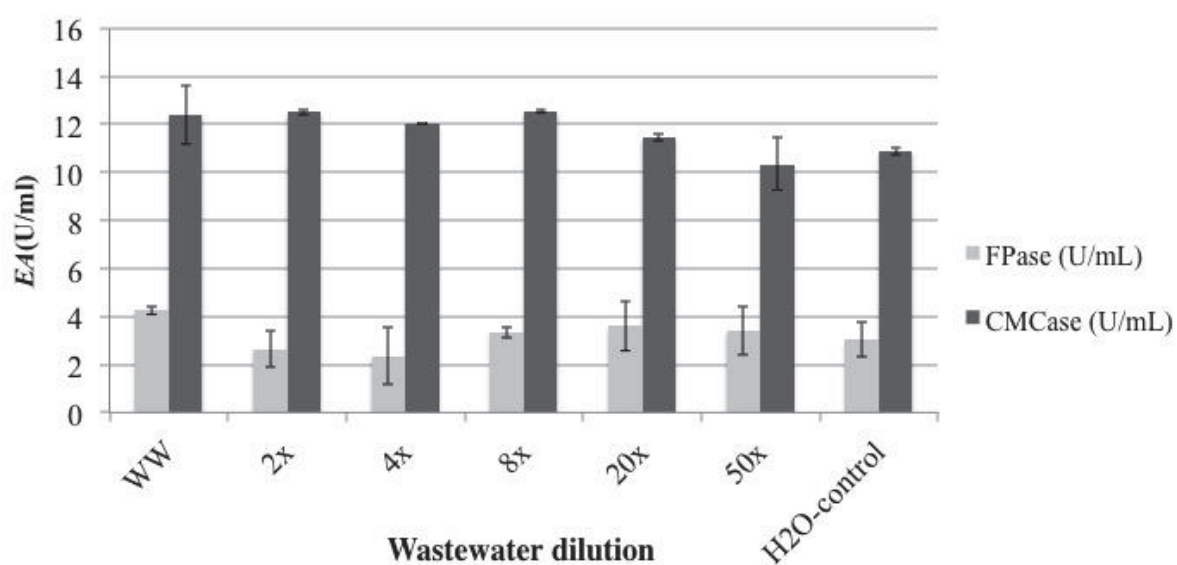 16
14
12
10
8
6
4
2
0
EA(U/ml)
WW
2x
4x
8x
20x
50x
H2O-control
Wastewater dilution
FPase (U/mL)
CMCase (U/mL)